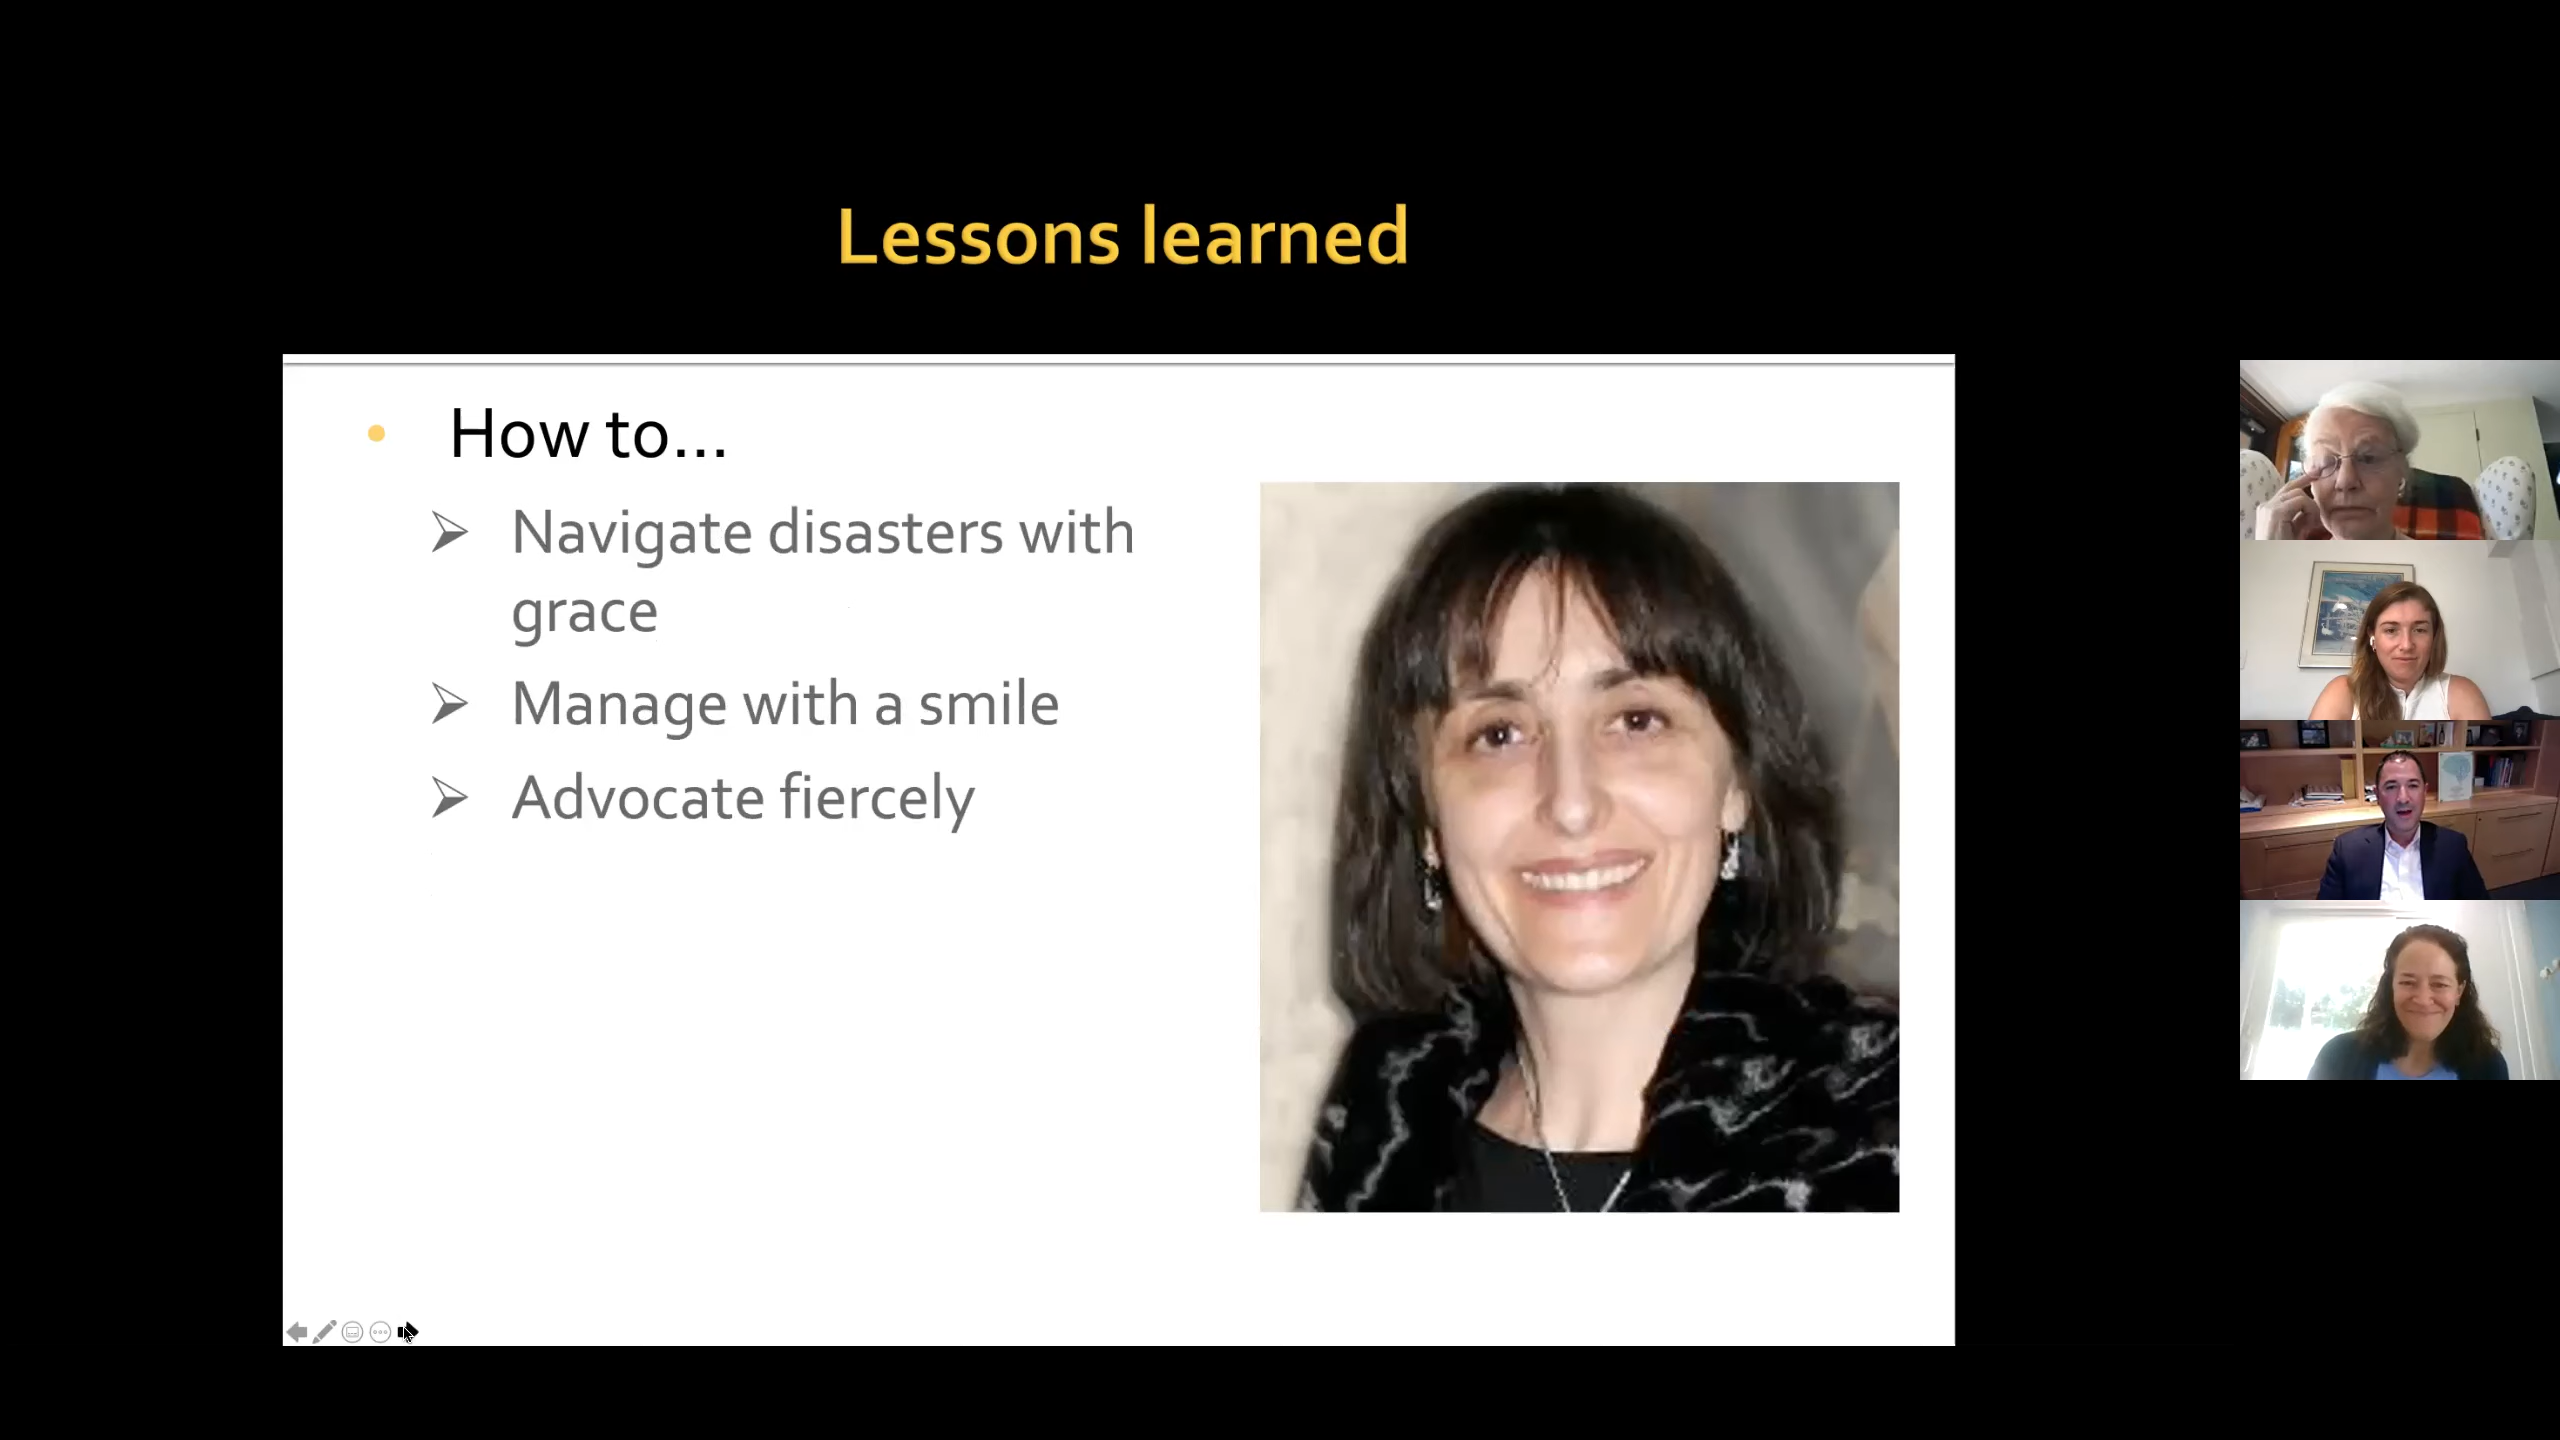 Lessons learned
How to...
Navigate disasters with
grace
Manage with a smile
Advocate fiercely